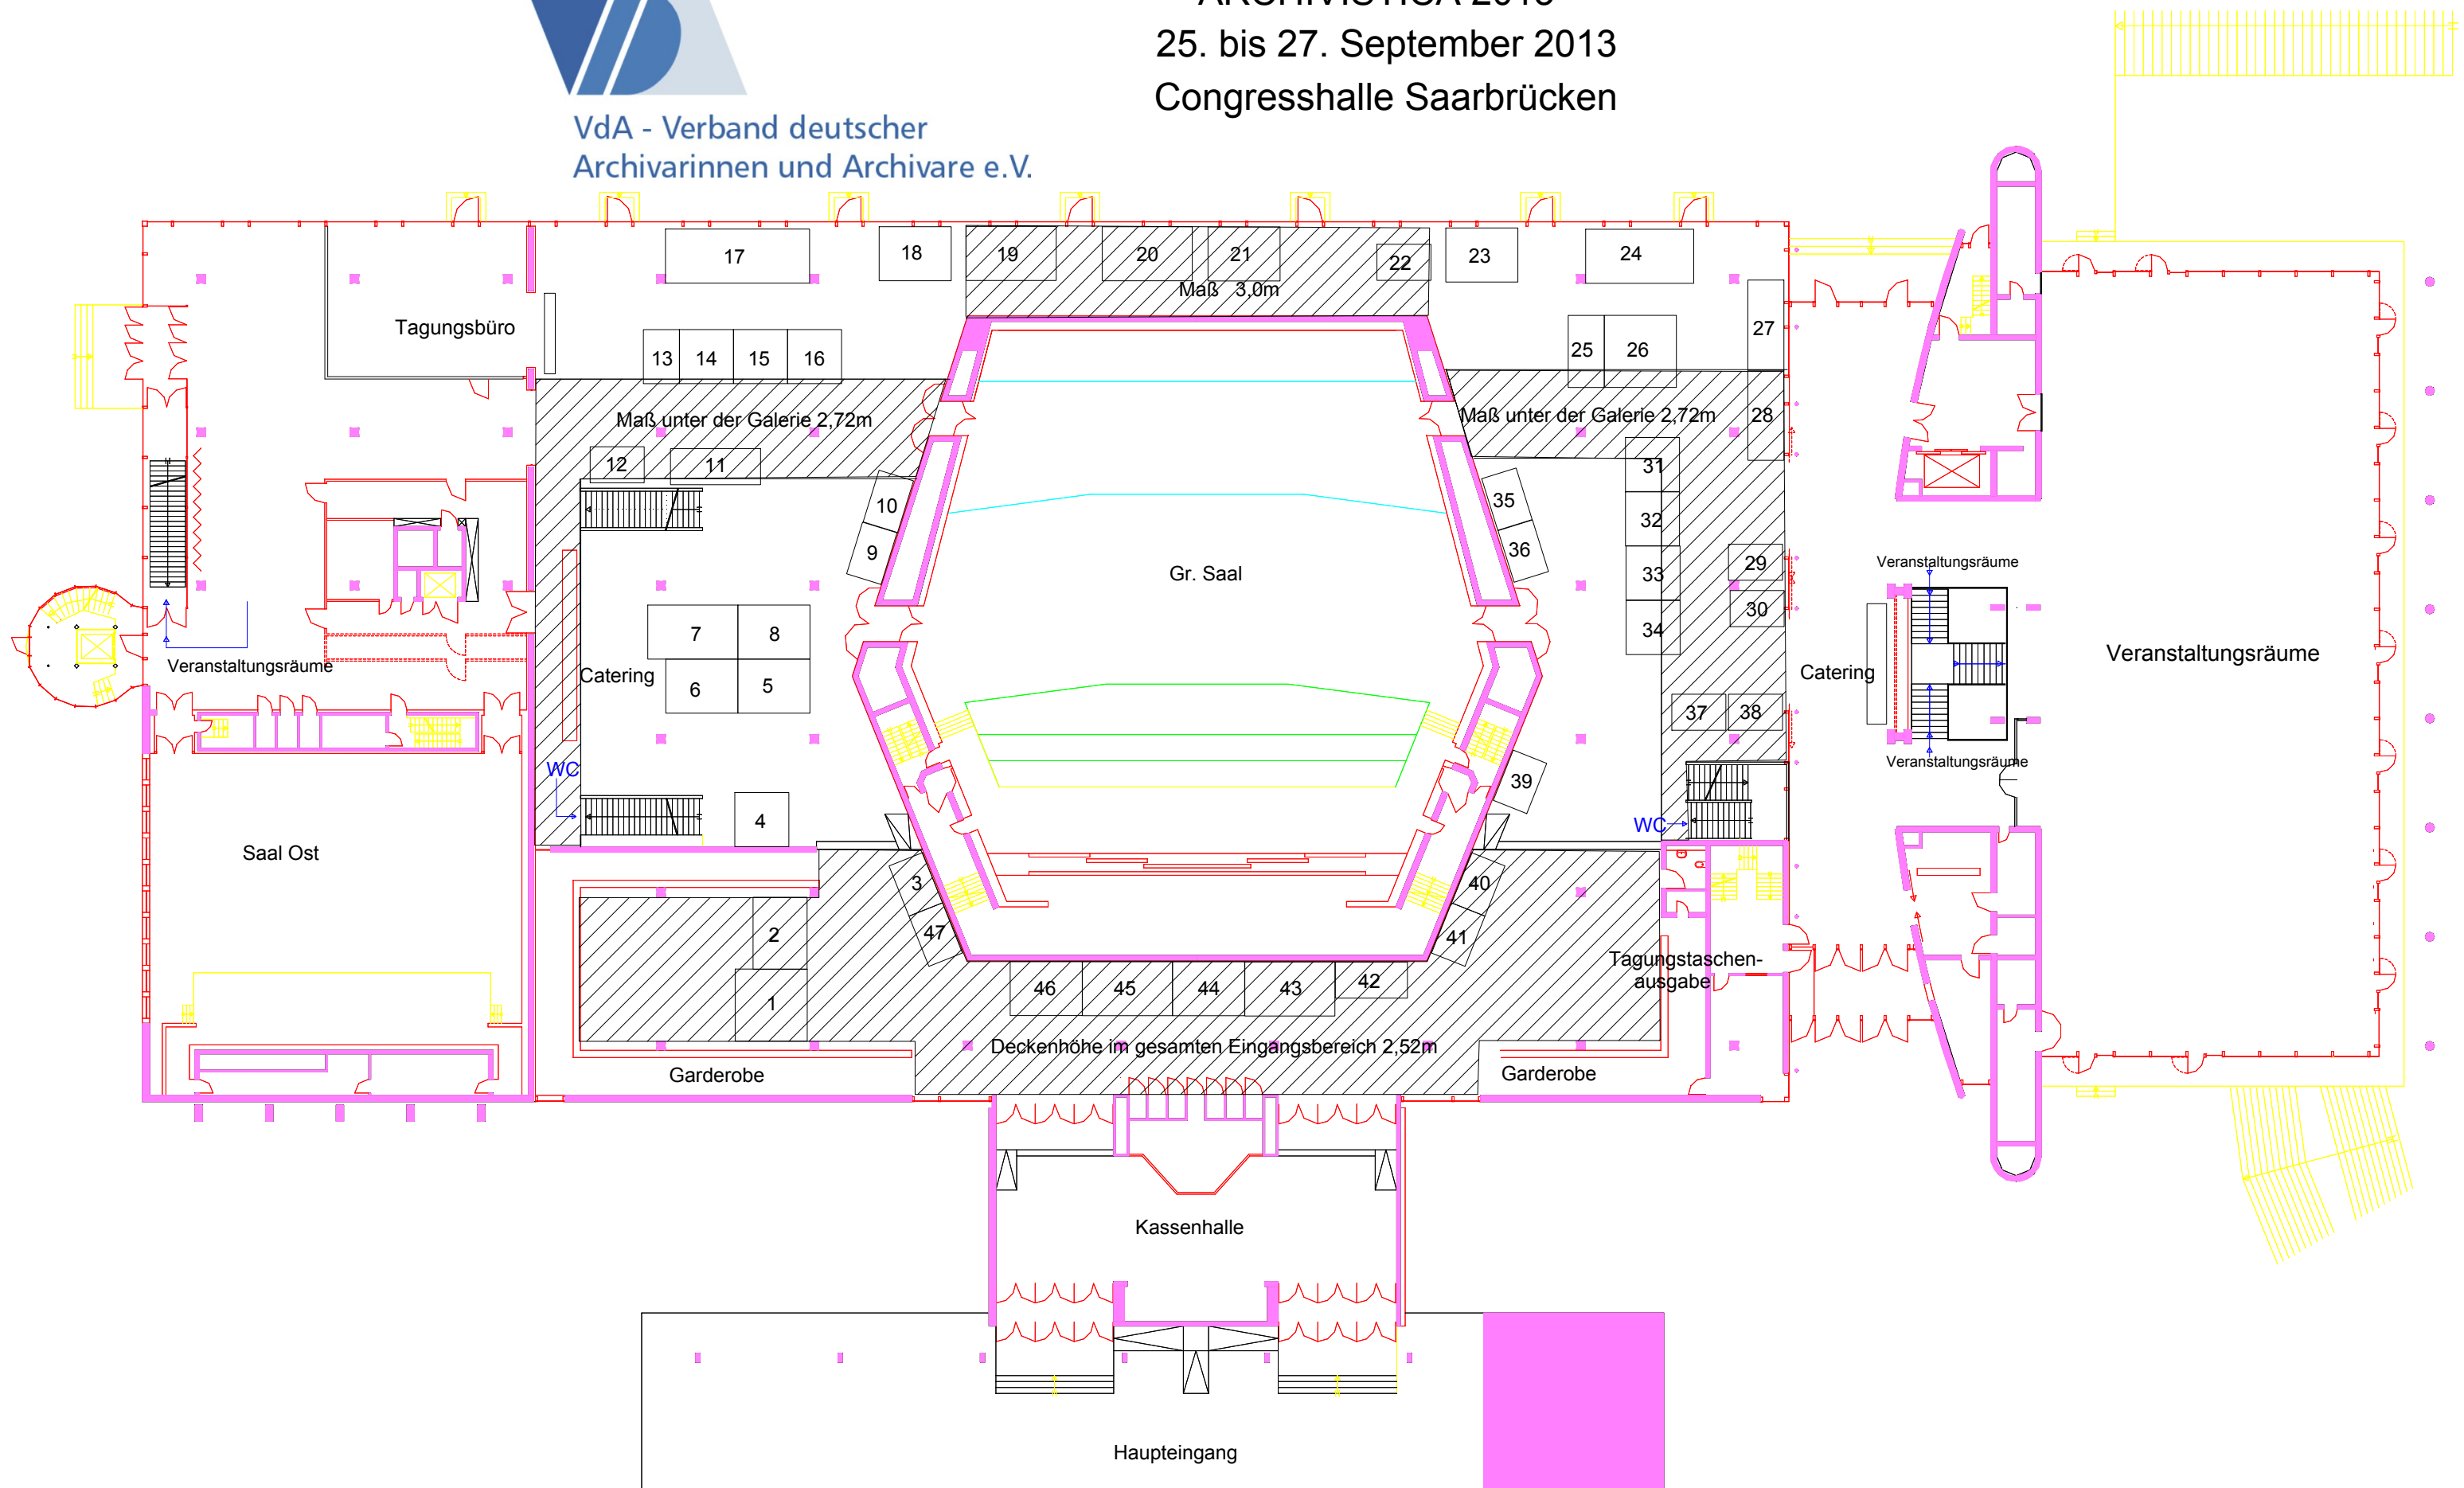 ARCHIVISTICA 2013
25. bis 27. September 2013
Congresshalle Saarbrücken
VdA - Verband deutscher
Archivarinnen und Archivare e.V.
17
18
19
20
21
22
23
24
Maß 3,0m
Tagungsbüro
13
14
15
16
25
26
27
Maß unter der Galerie 2,72m
Maß unter der Galerie 2,72m
28
12
11
31
10
35
32
9
36
29
Veranstaltungsräume
Gr. Saal
33
30
7
8
34
Veranstaltungsräume
Veranstaltungsräume
Catering
6
5
Catering
37
38
Veranstaltungsräume
WC
39
4
WC
Saal Ost
3
40
2
47
41
Tagungstaschen-
ausgabe
1
46
45
44
43
42
Deckenhöhe im gesamten Eingangsbereich 2,52m
Garderobe
Garderobe
Kassenhalle
Haupteingang